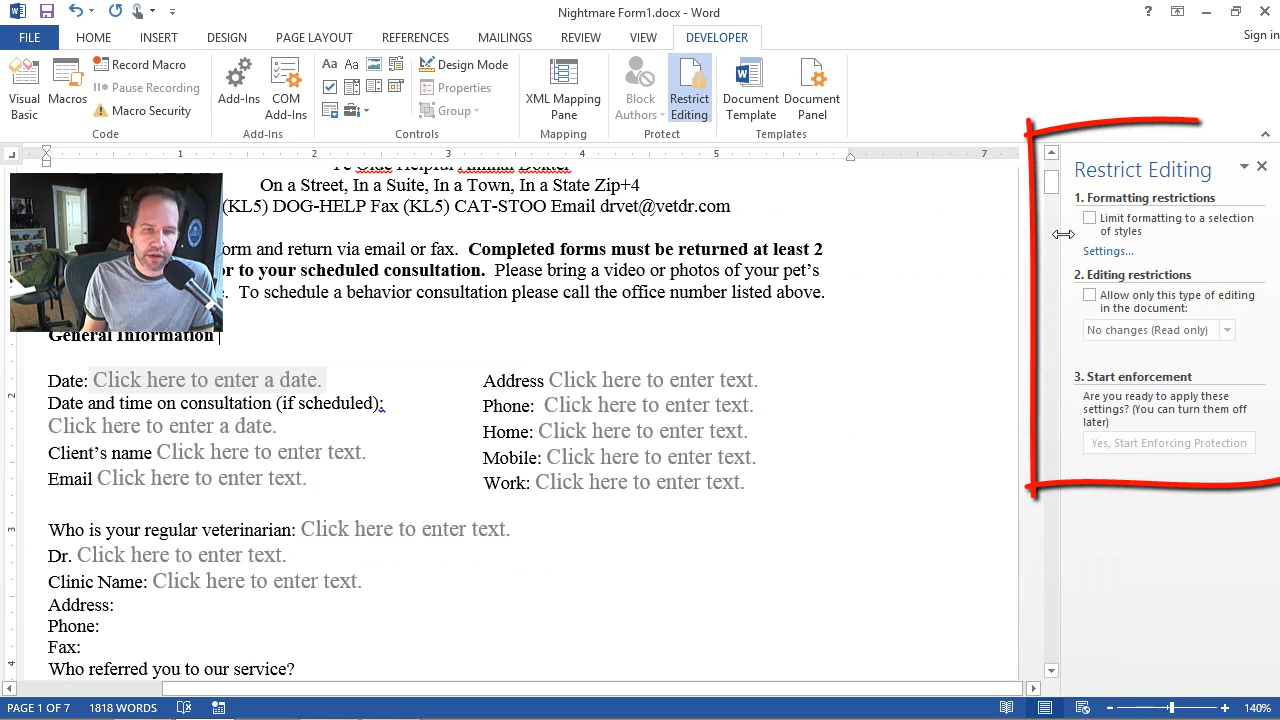 Nightmare Form1.docx - Word
Sign in
FILE HOME INSERT DESIGN PAGE LAYOUT REFERENCES MAILINGS REVIEW VIEW DEVELOPER
Visual Basic
Macros
Record Macro
Pause Recording
Macro Security
Code
Add-Ins
COM Add-Ins
Add-Ins
Aa Aa
Design Mode
Properties
Group
Controls
XML Mapping Pane
Mapping
Block Authors
Restrict Editing
Protect
Document Template
Document Panel
Templates
1 2 3 4 5 7
On a Street, In a Suite, In a Town, In a State Zip+4
(KL5) DOG-HELP Fax (KL5) CAT-STOO Email drvet@vetdr.com
orm and return via email or fax. Completed forms must be returned at least 2
or to your scheduled consultation. Please bring a video or photos of your pet's
e. To schedule a behavior consultation please call the office number listed above.
General Information
Date: Click here to enter a date.
Date and time on consultation (if scheduled):
Click here to enter a date.
Client's name Click here to enter text.
Email Click here to enter text.
Address Click here to enter text.
Phone: Click here to enter text.
Home: Click here to enter text.
Mobile: Click here to enter text.
Work: Click here to enter text.
Who is your regular veterinarian: Click here to enter text.
Dr. Click here to enter text.
Clinic Name: Click here to enter text.
Address:
Phone:
Fax:
Who referred you to our service?
2
3
4
Restrict Editing
1. Formatting restrictions
Limit formatting to a selection
of styles
Settings...
2. Editing restrictions
Allow only this type of editing
in the document:
No changes (Read only)
3. Start enforcement
Are you ready to apply these
settings? (You can turn them off
later)
Yes, Start Enforcing Protection
PAGE 1 OF 7 1818 WORDS
140%